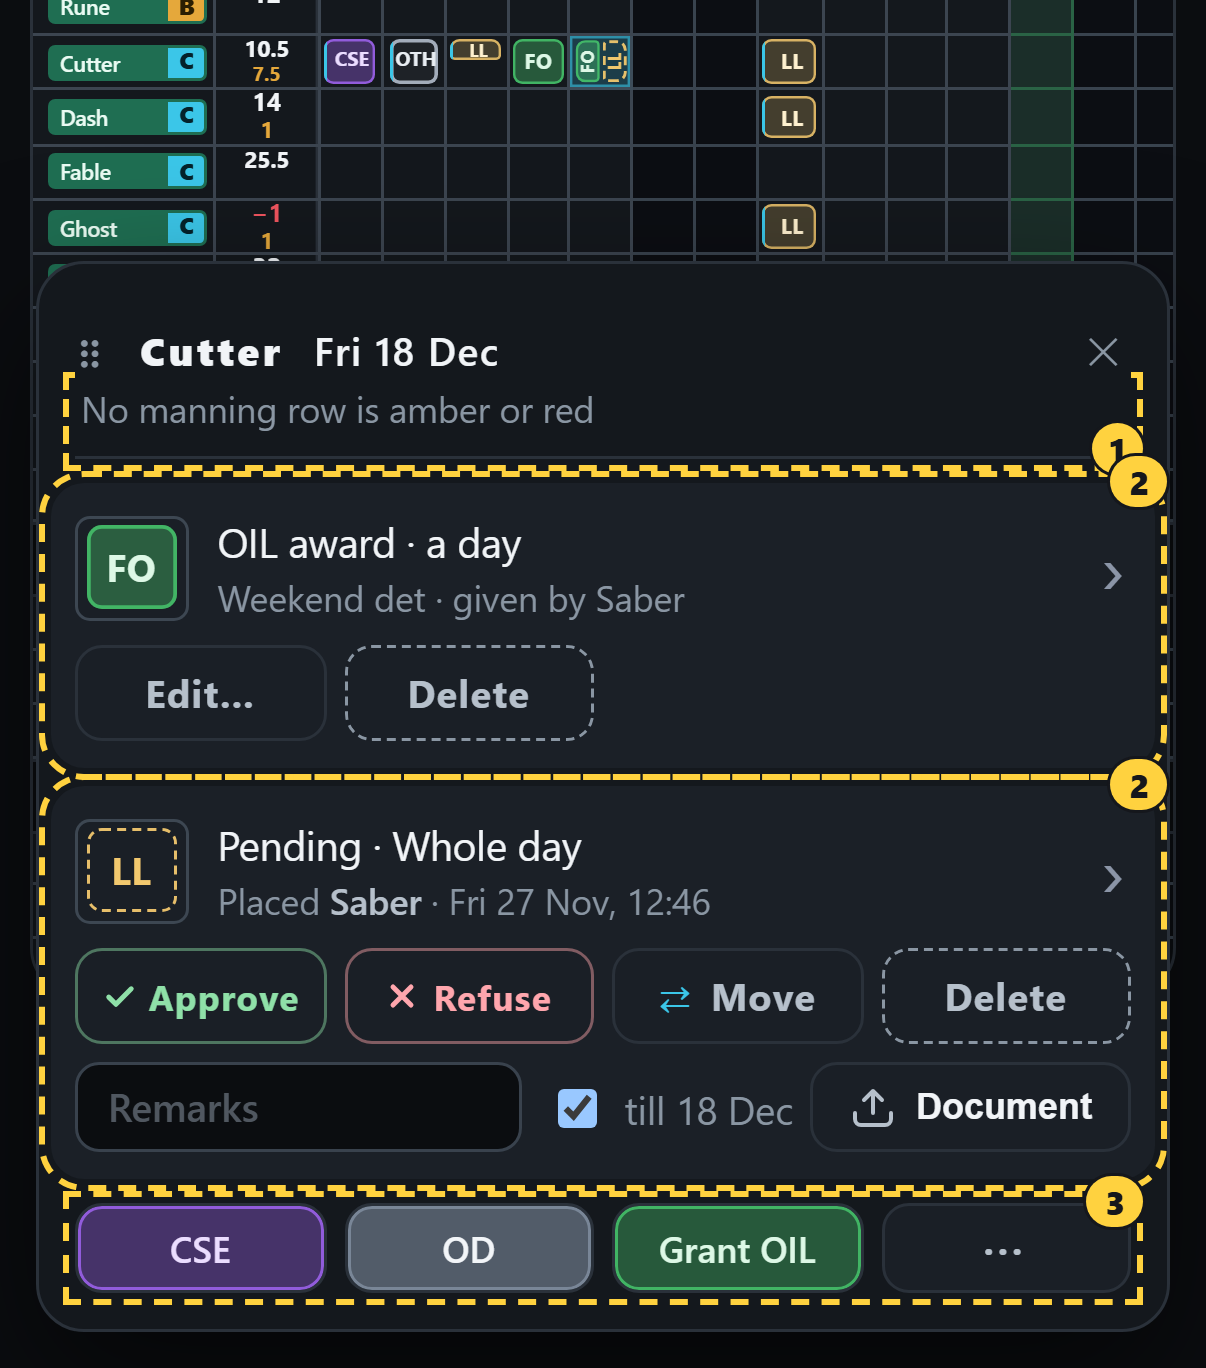 Rune B 12
Cutter C 10.5 CSE OTH LL FO FO LL LL
7.5
Dash C 14 LL
1
Fable C 25.5
Ghost C −1 LL
1
Cutter Fri 18 Dec
No manning row is amber or red
1
2
FO OIL award · a day
Weekend det · given by Saber
Edit... Delete
2
LL Pending · Whole day
Placed Saber · Fri 27 Nov, 12:46
Approve Refuse Move Delete
Remarks till 18 Dec Document
3
CSE OD Grant OIL ...